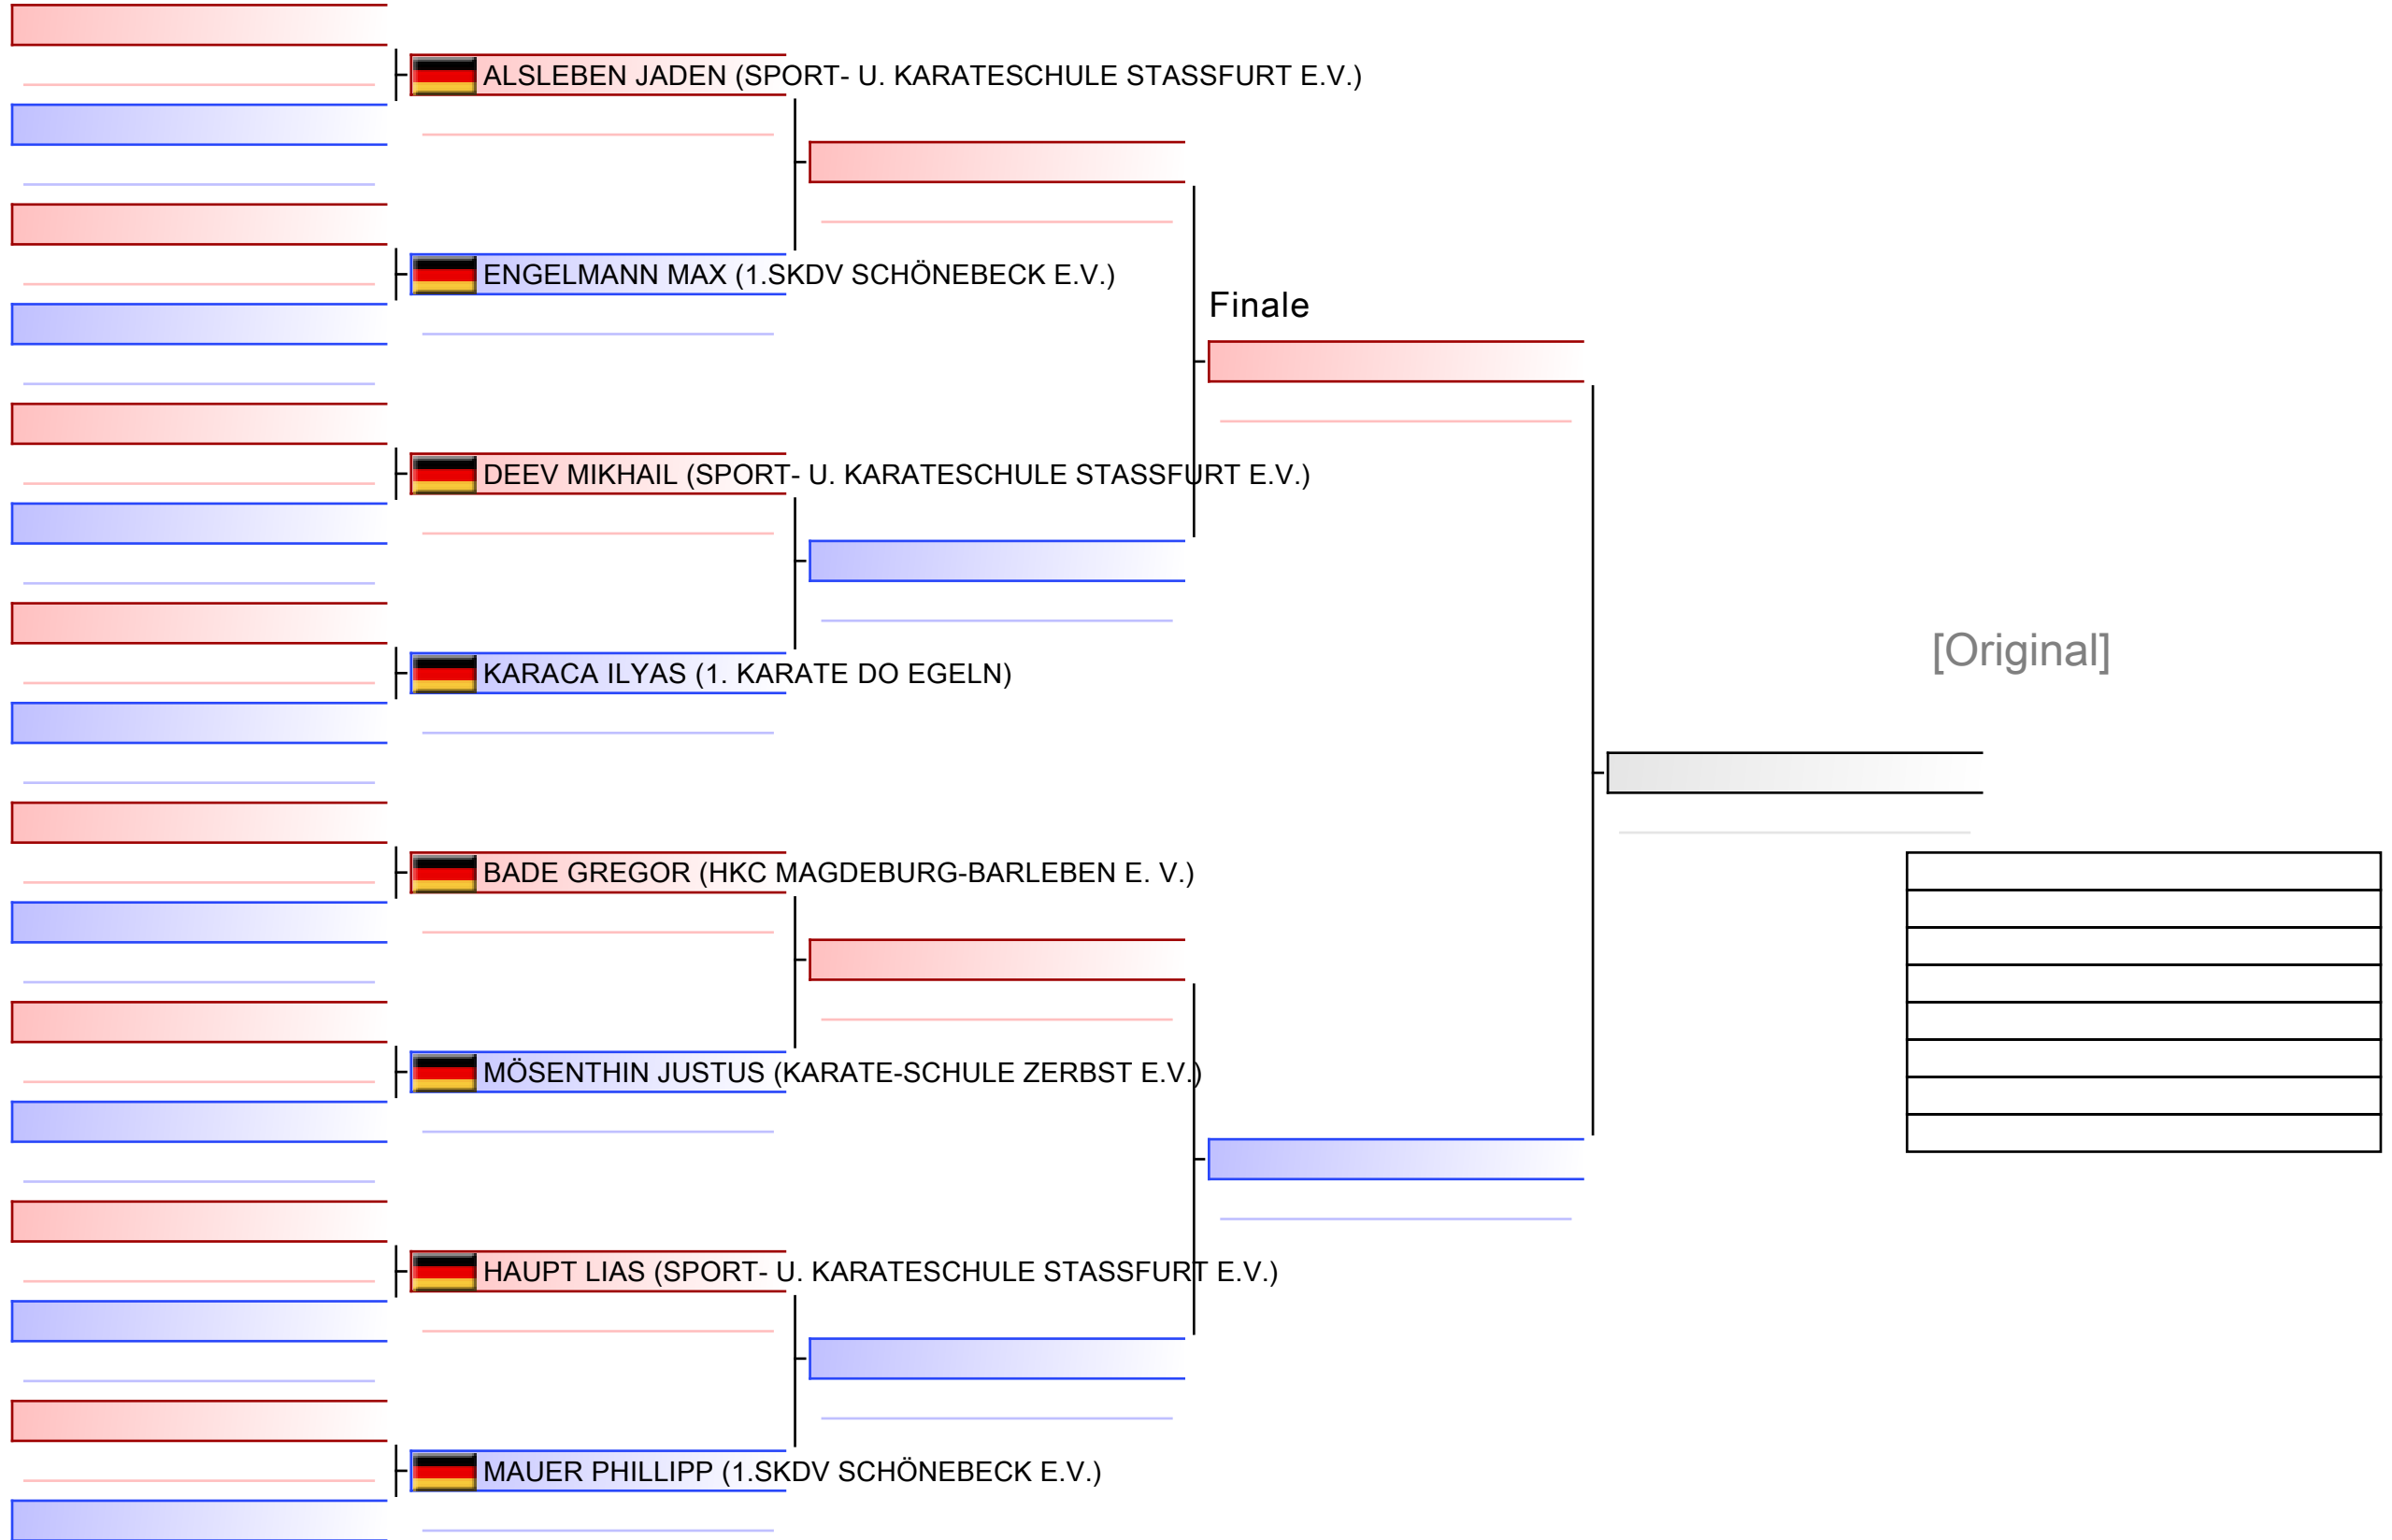 ALSLEBEN JADEN (SPORT- U. KARATESCHULE STASSFURT E.V.)
ENGELMANN MAX (1.SKDV SCHÖNEBECK E.V.)
Finale
DEEV MIKHAIL (SPORT- U. KARATESCHULE STASSFURT E.V.)
[Original]
KARACA ILYAS (1. KARATE DO EGELN)
BADE GREGOR (HKC MAGDEBURG-BARLEBEN E. V.)
MÖSENTHIN JUSTUS (KARATE-SCHULE ZERBST E.V.)
HAUPT LIAS (SPORT- U. KARATESCHULE STASSFURT E.V.)
MAUER PHILLIPP (1.SKDV SCHÖNEBECK E.V.)